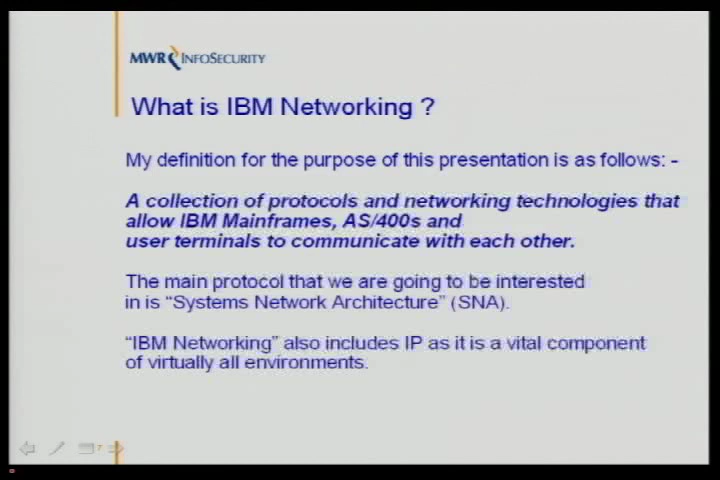 MWR INFOSECURITY
What is IBM Networking ?
My definition for the purpose of this presentation is as follows: -
A collection of protocols and networking technologies that
allow IBM Mainframes, AS/400s and
user terminals to communicate with each other.
The main protocol that we are going to be interested
in is “Systems Network Architecture” (SNA).
“IBM Networking” also includes IP as it is a vital component
of virtually all environments.
7